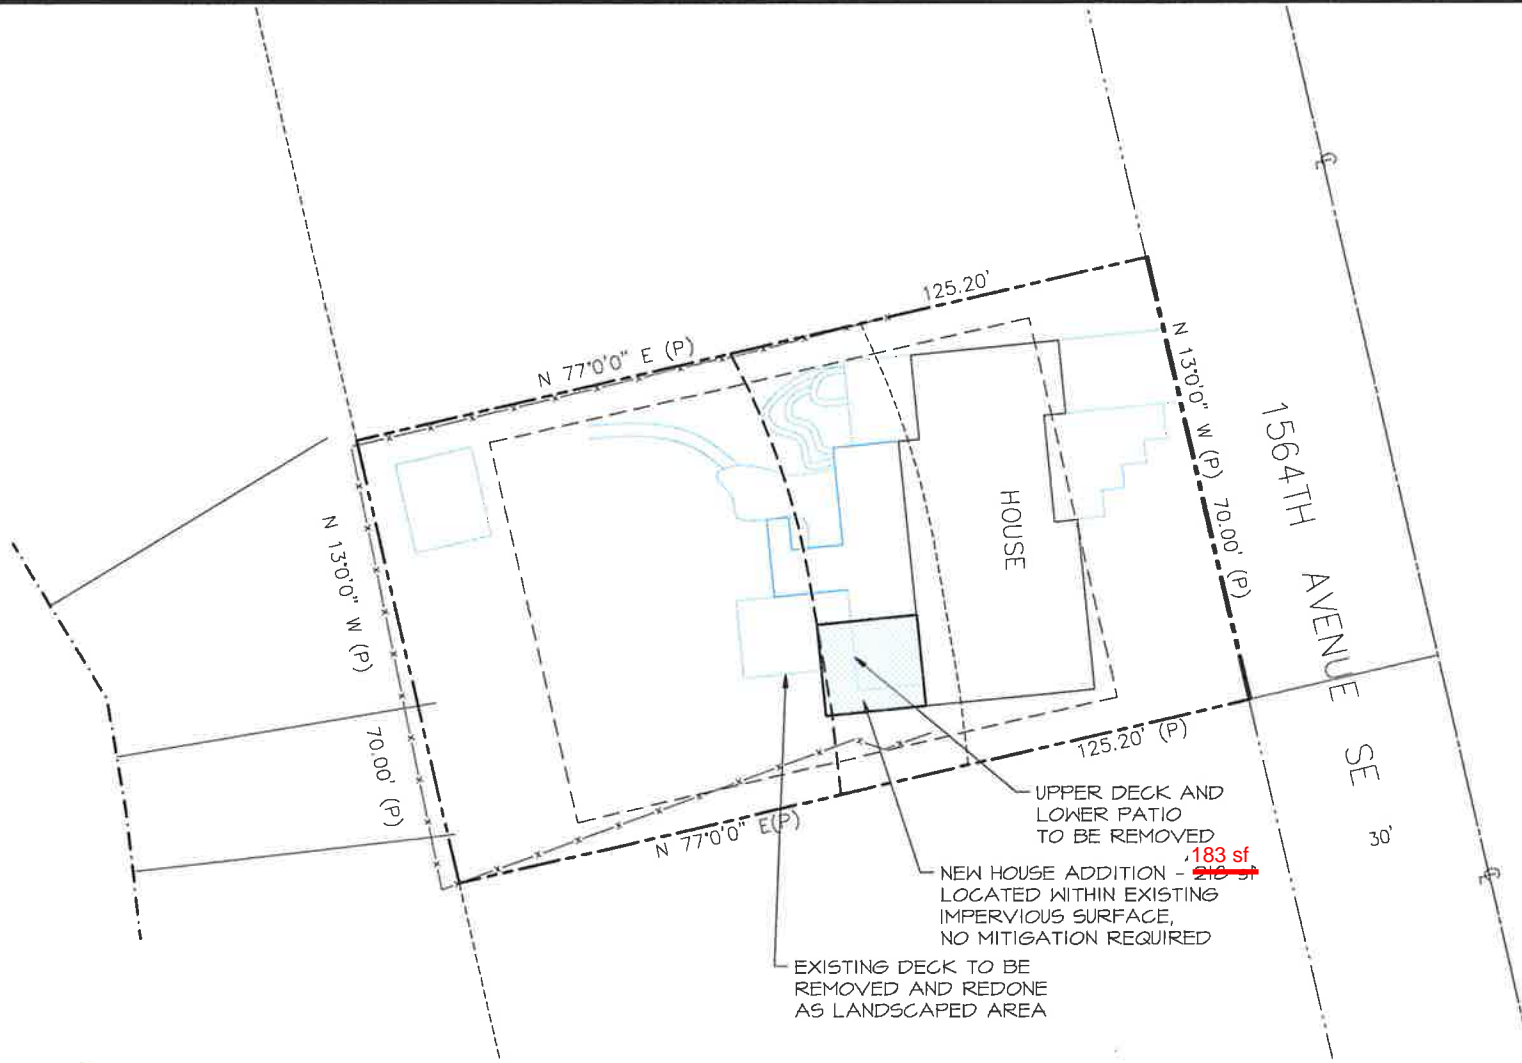 125.20'
N 77°0'0" E (P)
N 13°0'0" W (P) 70.00' (P)
1564TH AVENUE SE
HOUSE
N 13°0'0" W (P)
70.00' (P)
125.20' (P)
N 77°0'0" E(P)
30'
UPPER DECK AND
LOWER PATIO
TO BE REMOVED
183 sf
NEW HOUSE ADDITION -
LOCATED WITHIN EXISTING
IMPERVIOUS SURFACE,
NO MITIGATION REQUIRED
EXISTING DECK TO BE
REMOVED AND REDONE
AS LANDSCAPED AREA